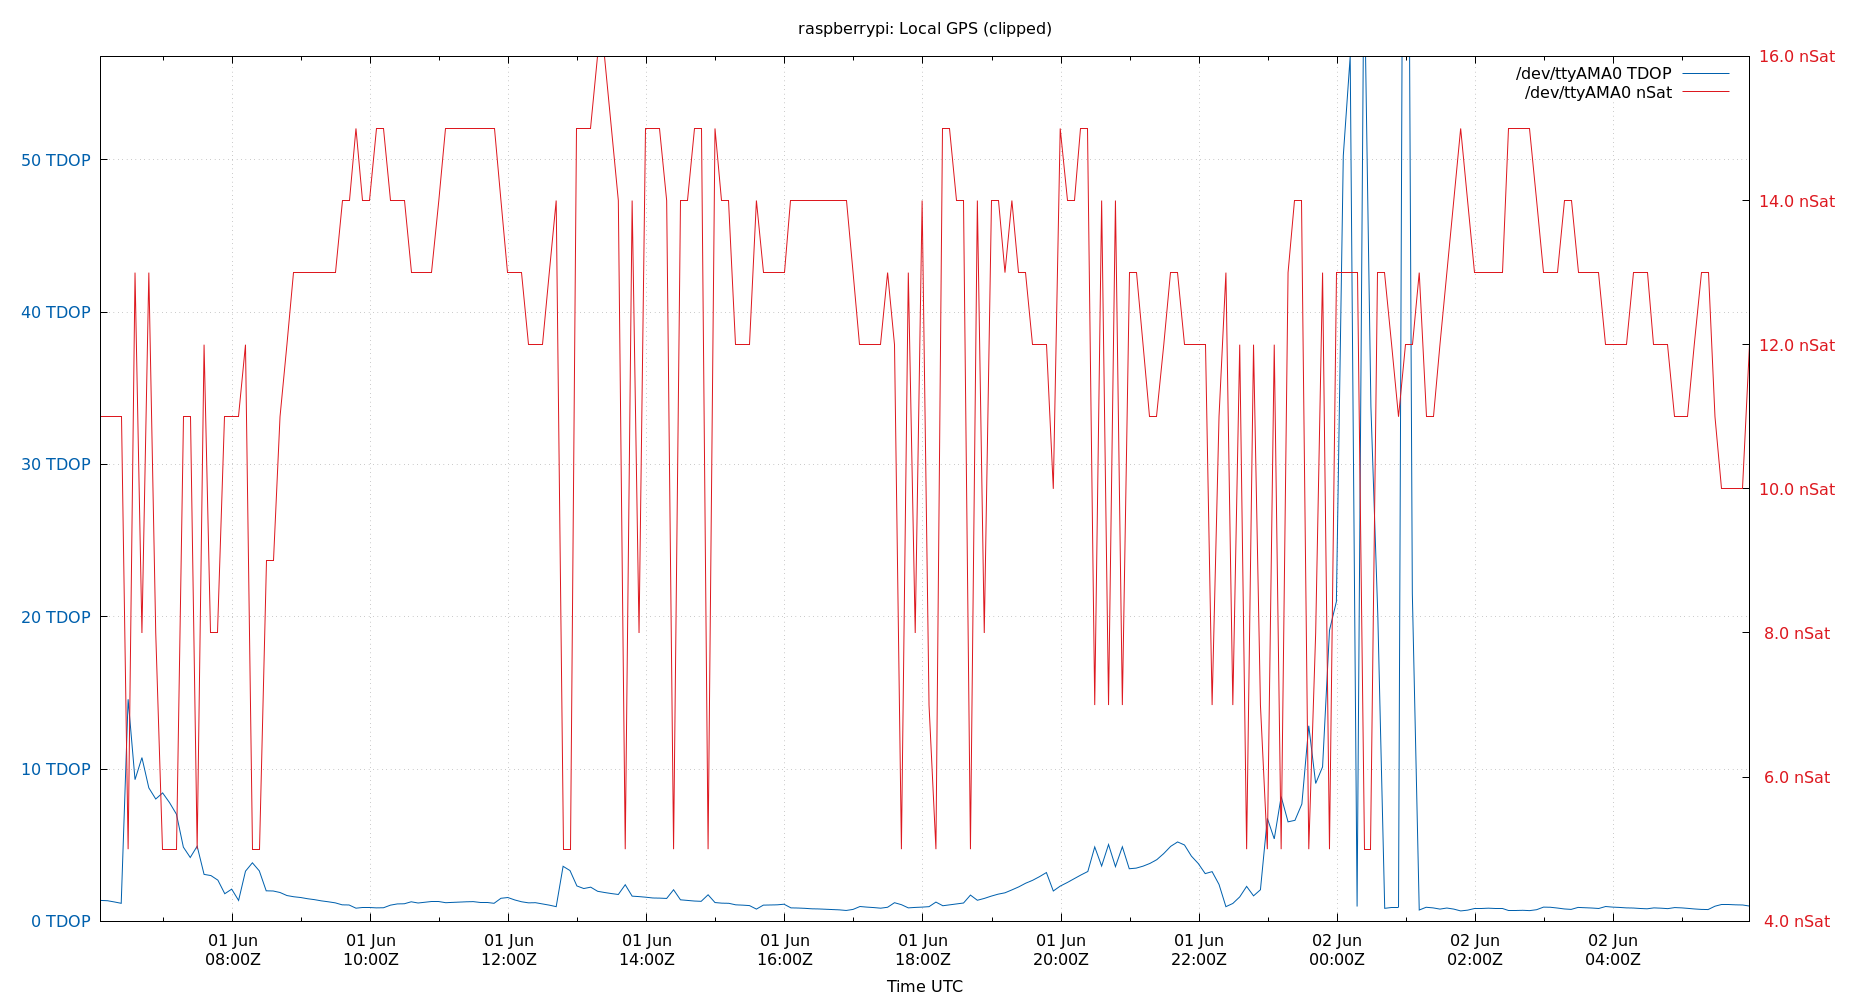 raspberrypi: Local GPS (clipped)
/dev/ttyAMA0 TDOP
/dev/ttyAMA0 nSat
50 TDOP
40 TDOP
30 TDOP
20 TDOP
10 TDOP
0 TDOP
16.0 nSat
14.0 nSat
12.0 nSat
10.0 nSat
8.0 nSat
6.0 nSat
4.0 nSat
01 Jun
08:00Z
01 Jun
10:00Z
01 Jun
12:00Z
01 Jun
14:00Z
01 Jun
16:00Z
01 Jun
18:00Z
01 Jun
20:00Z
01 Jun
22:00Z
02 Jun
00:00Z
02 Jun
02:00Z
02 Jun
04:00Z
Time UTC